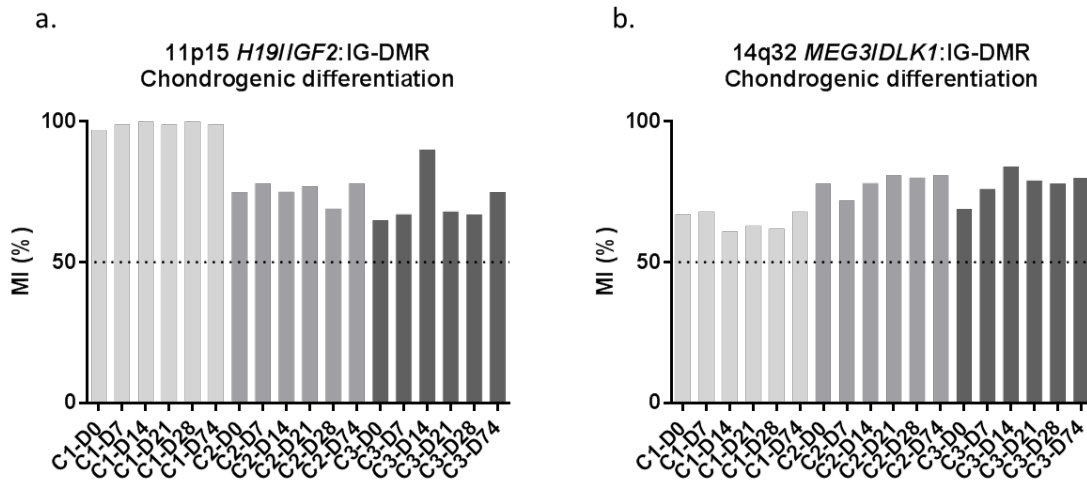 a.
11p15 H19/IGF2:IG-DMR
Chondrogenic differentiation
MI (%)
100
50
0
C1-D0
C1-D7
C1-D14
C1-D21
C1-D28
C1-D74
C2-D0
C2-D7
C2-D14
C2-D21
C2-D28
C2-D74
C3-D0
C3-D7
C3-D14
C3-D21
C3-D28
C3-D74
b.
14q32 MEG3/DLK1:IG-DMR
Chondrogenic differentiation
MI (%)
100
50
0
C1-D0
C1-D7
C1-D14
C1-D21
C1-D28
C1-D74
C2-D0
C2-D7
C2-D14
C2-D21
C2-D28
C2-D74
C3-D0
C3-D7
C3-D14
C3-D21
C3-D28
C3-D74